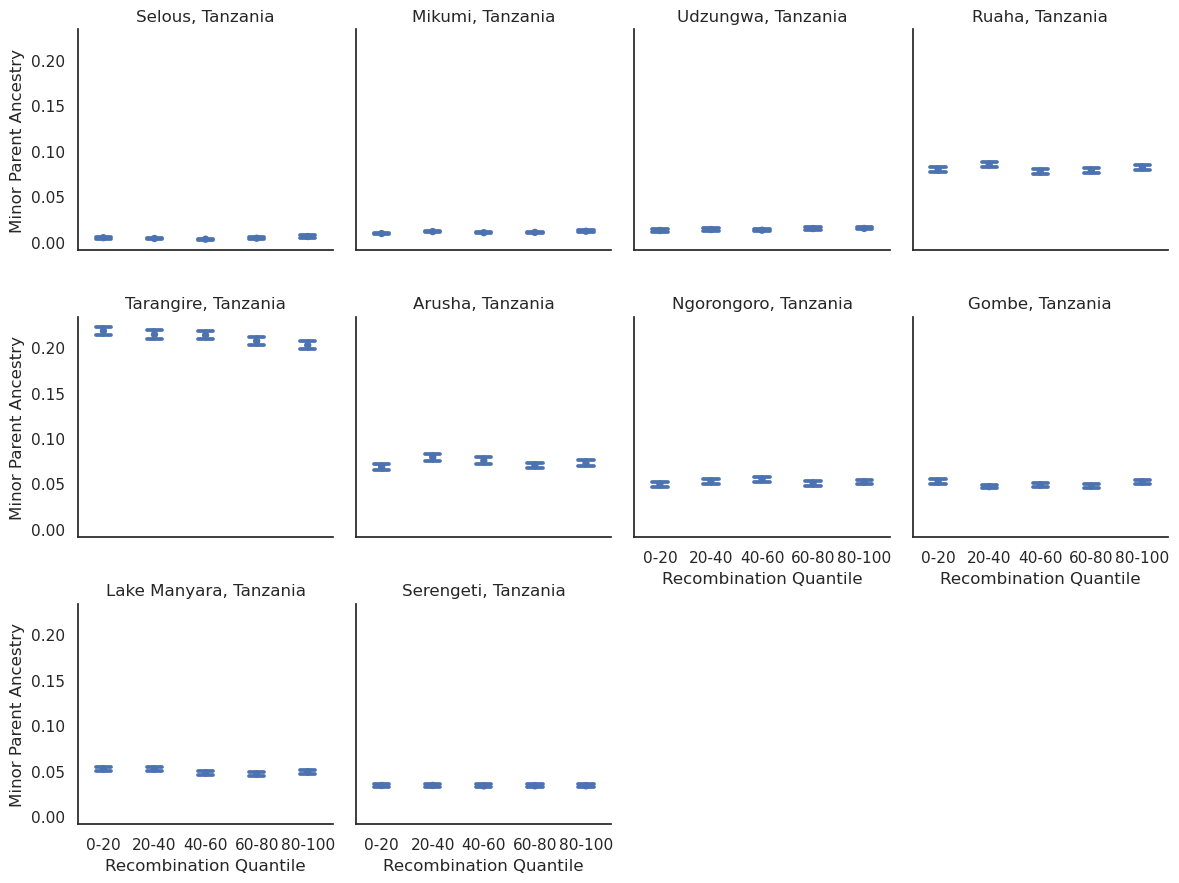 Selous, Tanzania
Mikumi, Tanzania
Udzungwa, Tanzania
Ruaha, Tanzania
Minor Parent Ancestry
0.20
0.15
0.10
0.05
0.00
Tarangire, Tanzania
Arusha, Tanzania
Ngorongoro, Tanzania
Gombe, Tanzania
Minor Parent Ancestry
0.20
0.15
0.10
0.05
0.00
0-20 20-40 40-60 60-80 80-100
Recombination Quantile
0-20 20-40 40-60 60-80 80-100
Recombination Quantile
Lake Manyara, Tanzania
Serengeti, Tanzania
Minor Parent Ancestry
0.20
0.15
0.10
0.05
0.00
0-20 20-40 40-60 60-80 80-100
Recombination Quantile
0-20 20-40 40-60 60-80 80-100
Recombination Quantile